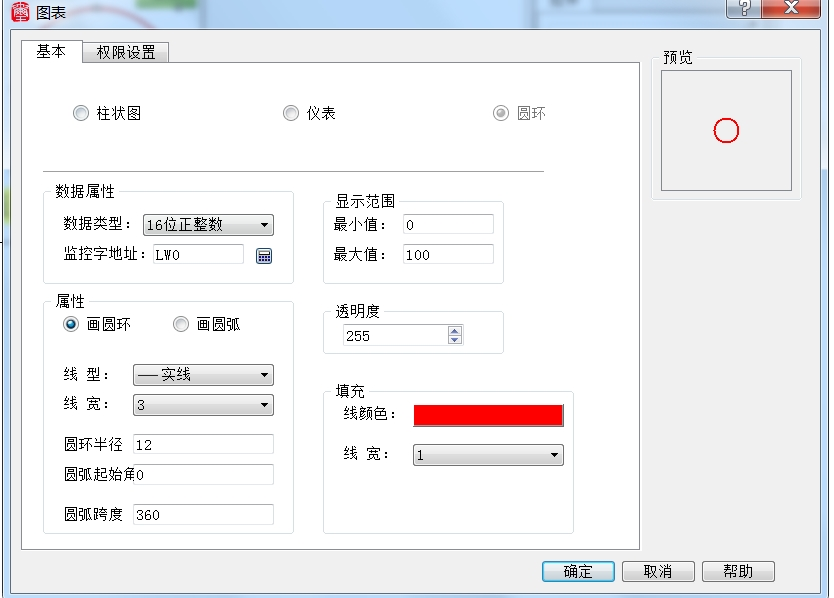 图表
基本 权限设置
预览
柱状图 仪表 圆环
数据属性
数据类型： 16位正整数
监控字地址： LW0
显示范围
最小值： 0
最大值： 100
属性
画圆环 画圆弧
线 型： 实线
线 宽： 3
圆环半径 12
圆弧起始角 0
圆弧跨度 360
透明度
255
填充
线颜色：
线 宽： 1
确定 取消 帮助